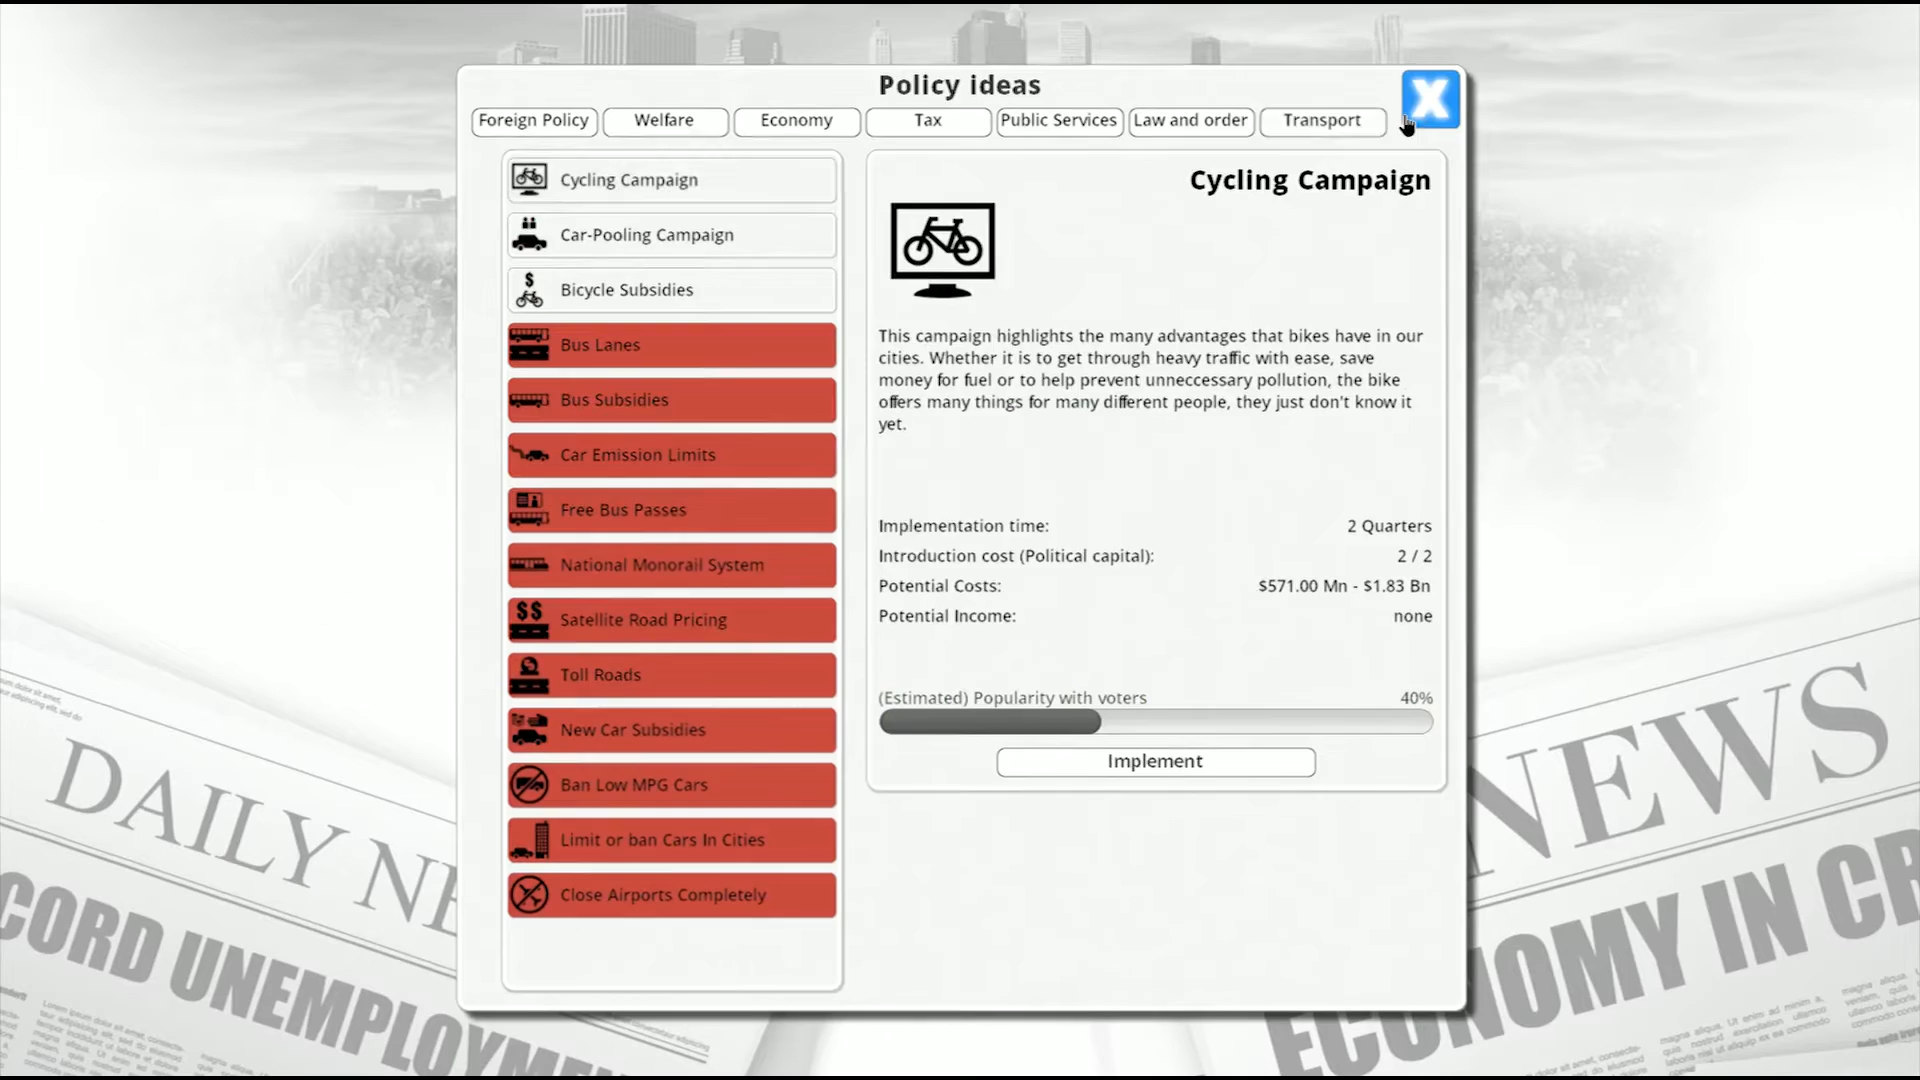 Policy ideas
Foreign Policy
Welfare
Economy
Tax
Public Services
Law and order
Transport
X
Cycling Campaign
Car-Pooling Campaign
Bicycle Subsidies
Bus Lanes
Bus Subsidies
Car Emission Limits
Free Bus Passes
National Monorail System
$$
Satellite Road Pricing
Toll Roads
New Car Subsidies
Ban Low MPG Cars
Limit or ban Cars In Cities
Close Airports Completely
Cycling Campaign
This campaign highlights the many advantages that bikes have in our
cities. Whether it is to get through heavy traffic with ease, save
money for fuel or to help prevent unneccessary pollution, the bike
offers many things for many different people, they just don't know it
yet.
Implementation time: 2 Quarters
Introduction cost (Political capital): 2 / 2
Potential Costs: $571.00 Mn - $1.83 Bn
Potential Income: none
(Estimated) Popularity with voters 40%
Implement
DAILY NE
CORD UNEMPLOYME
NEWS
ECONOMY IN CR